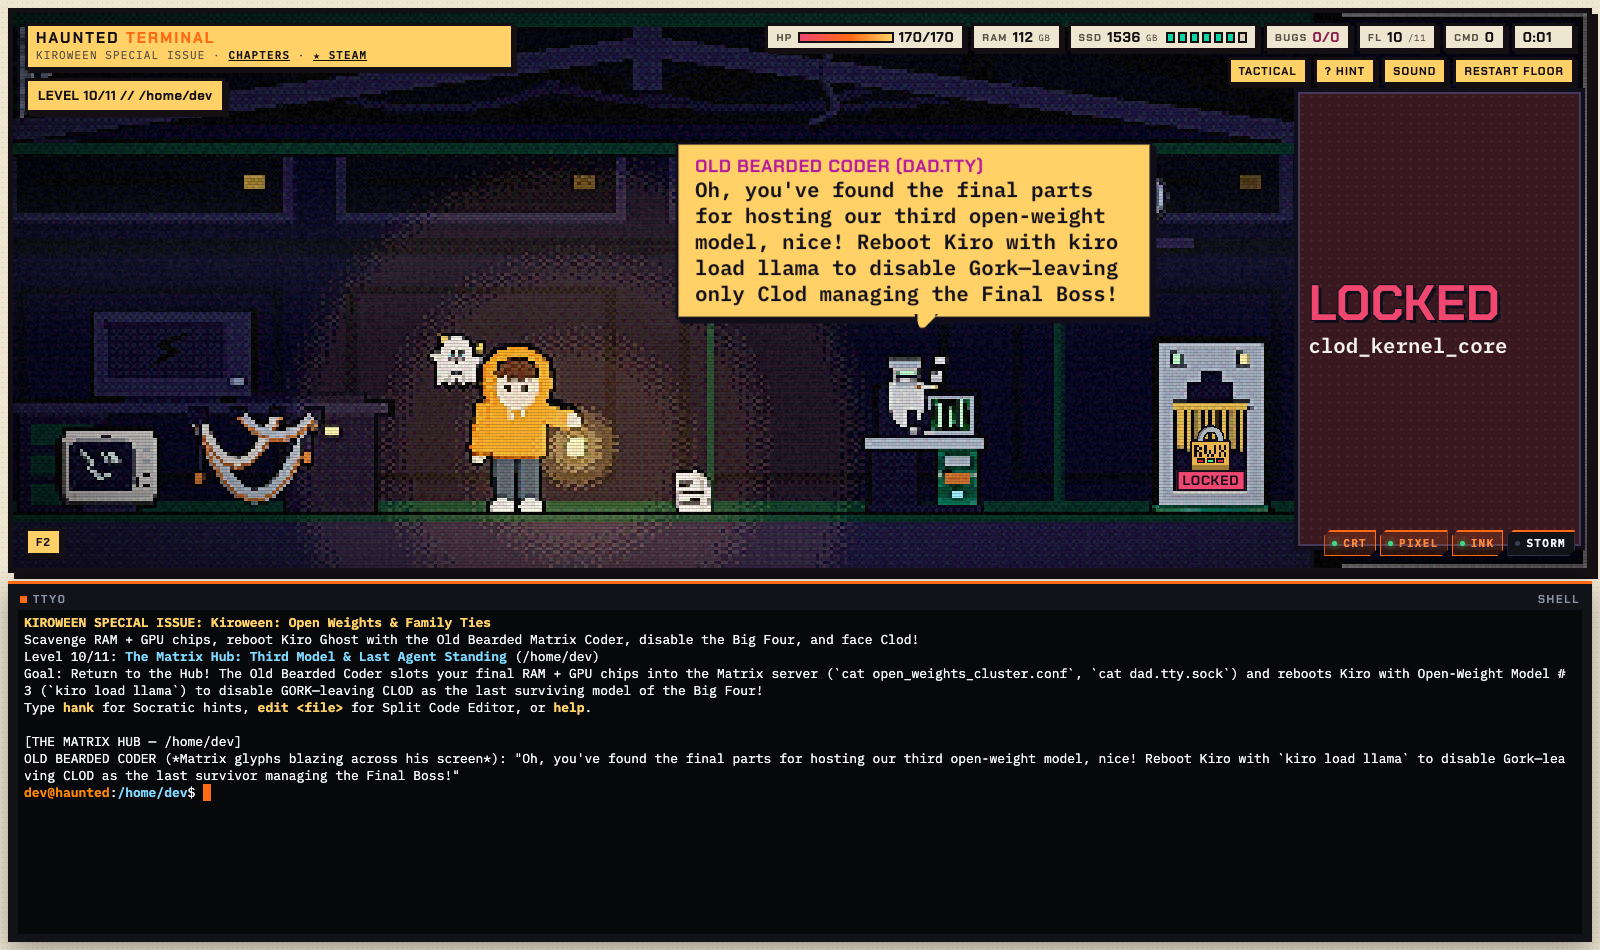 HAUNTED TERMINAL
KIROWEEN SPECIAL ISSUE · CHAPTERS · ★ STEAM
LEVEL 10/11 // /home/dev
HP 170/170
RAM 112 GB
SSD 1536 GB
BUGS 0/0
FL 10 /11
CMD 0
0:01
TACTICAL
? HINT
SOUND
RESTART FLOOR
OLD BEARDED CODER (DAD.TTY)
Oh, you've found the final parts
for hosting our third open-weight
model, nice! Reboot Kiro with kiro
load llama to disable Gork—leaving
only Clod managing the Final Boss!
LOCKED
clod_kernel_core
RWX
LOCKED
F2
CRT
PIXEL
INK
STORM
TTY0
SHELL
KIROWEEN SPECIAL ISSUE: Kiroween: Open Weights & Family Ties
Scavenge RAM + GPU chips, reboot Kiro Ghost with the Old Bearded Matrix Coder, disable the Big Four, and face Clod!
Level 10/11: The Matrix Hub: Third Model & Last Agent Standing (/home/dev)
Goal: Return to the Hub! The Old Bearded Coder slots your final RAM + GPU chips into the Matrix server (`cat open_weights_cluster.conf`, `cat dad.tty.sock`) and reboots Kiro with Open-Weight Model #
3 (`kiro load llama`) to disable GORK—leaving CLOD as the last surviving model of the Big Four!
Type hank for Socratic hints, edit <file> for Split Code Editor, or help.
[THE MATRIX HUB — /home/dev]
OLD BEARDED CODER (*Matrix glyphs blazing across his screen*): "Oh, you've found the final parts for hosting our third open-weight model, nice! Reboot Kiro with `kiro load llama` to disable Gork—lea
ving CLOD as the last survivor managing the Final Boss!"
dev@haunted:/home/dev$